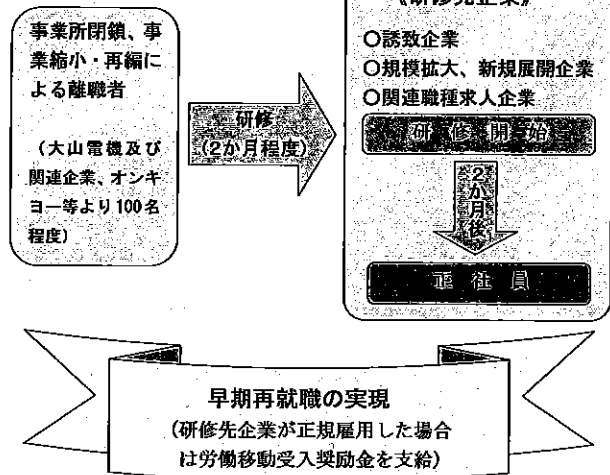 事業所閉鎖、事
業縮小・再編に
よる離職者
(大山電機及び
関連企業、オンキ
ヨー等より100名
程度)
研修
(2か月程度)
《研修先企業》
〇誘致企業
〇規模拡大、新規展開企業
〇関連職種求人企業
研修開始
2か月後
正社員
早期再就職の実現
(研修先企業が正規雇用した場合
は労働移動受入奨励金を支給)